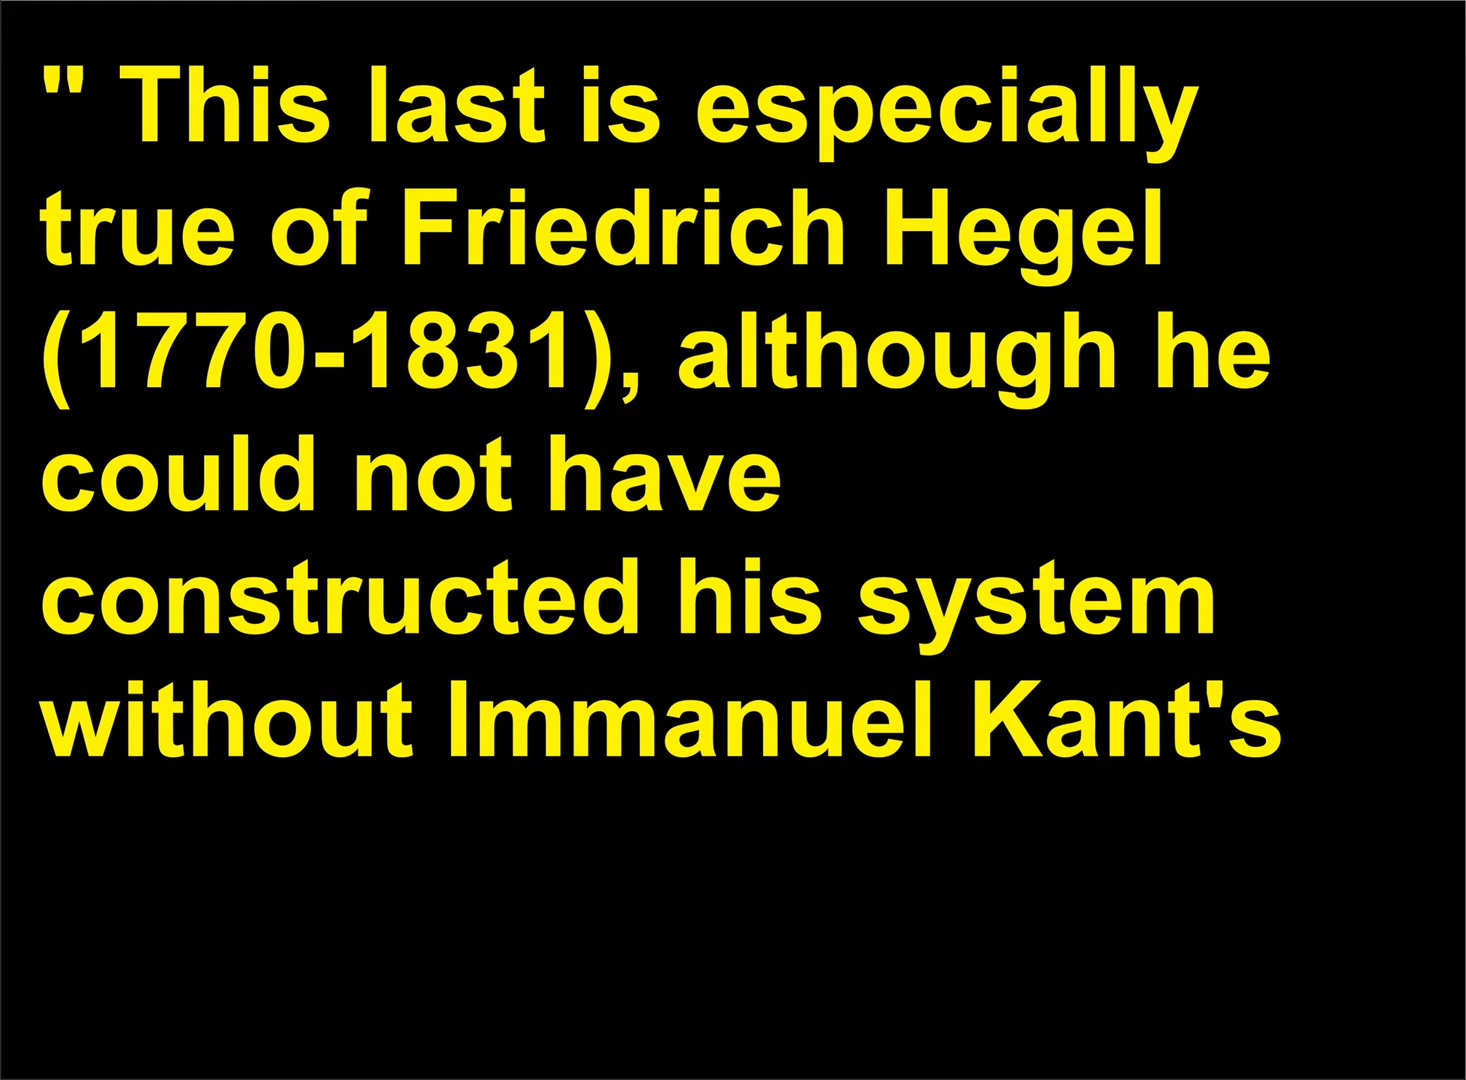 " This last is especially
true of Friedrich Hegel
(1770-1831), although he
could not have
constructed his system
without Immanuel Kant's